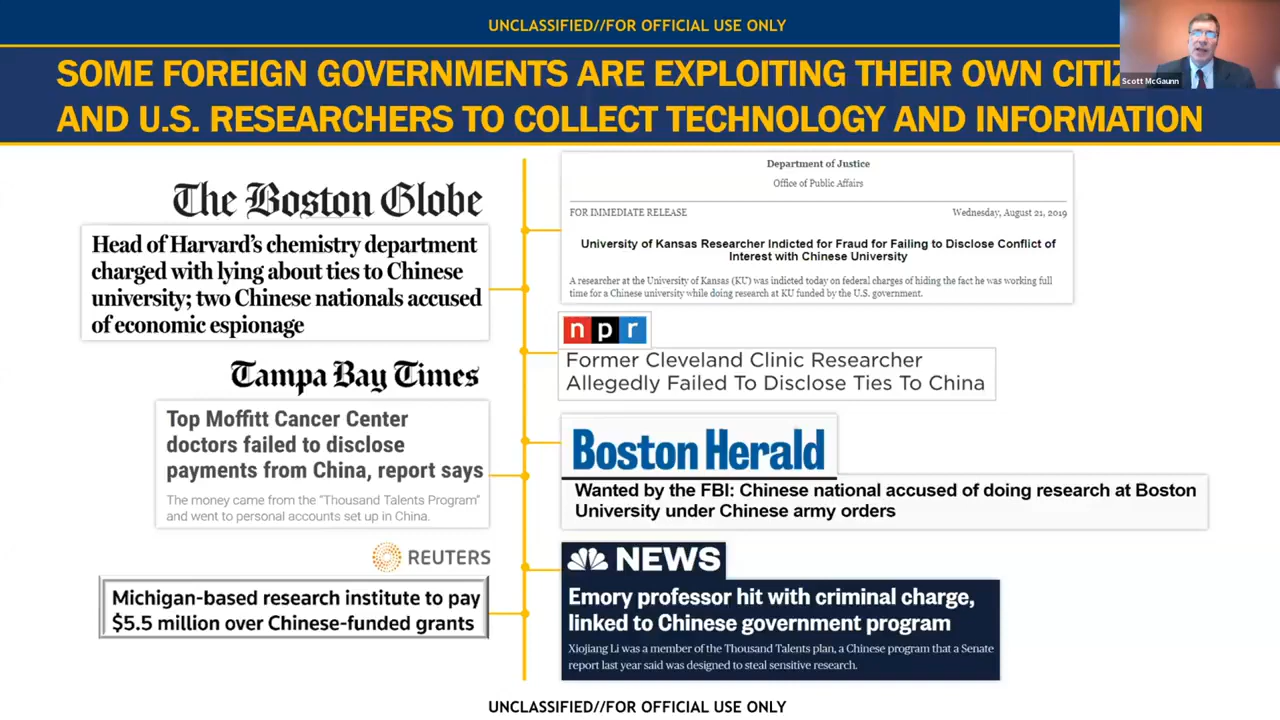 UNCLASSIFIED//FOR OFFICIAL USE ONLY
SOME FOREIGN GOVERNMENTS ARE EXPLOITING THEIR OWN
AND U.S. RESEARCHERS TO COLLECT TECHNOLOGY AND INFORMATION
Scott McGaunn
The Boston Globe
Head of Harvard's chemistry department
charged with lying about ties to Chinese
university; two Chinese nationals accused
of economic espionage
Tampa Bay Times
Top Moffitt Cancer Center
doctors failed to disclose
payments from China, report says
The money came from the "Thousand Talents Program"
and went to personal accounts set up in China.
REUTERS
Michigan-based research institute to pay
$5.5 million over Chinese-funded grants
Department of Justice
Office of Public Affairs
FOR IMMEDIATE RELEASE Wednesday, August 21, 2019
University of Kansas Researcher Indicted for Fraud for Failing to Disclose Conflict of
Interest with Chinese University
A researcher at the University of Kansas (KU) was indicted today on federal charges of hiding the fact he was working full
time for a Chinese university while doing research at KU funded by the U.S. government.
npr
Former Cleveland Clinic Researcher
Allegedly Failed To Disclose Ties To China
Boston Herald
Wanted by the FBI: Chinese national accused of doing research at Boston
University under Chinese army orders
NEWS
Emory professor hit with criminal charge,
linked to Chinese government program
Xiojiang Li was a member of the Thousand Talents plan, a Chinese program that a Senate
report last year said was designed to steal sensitive research.
UNCLASSIFIED//FOR OFFICIAL USE ONLY